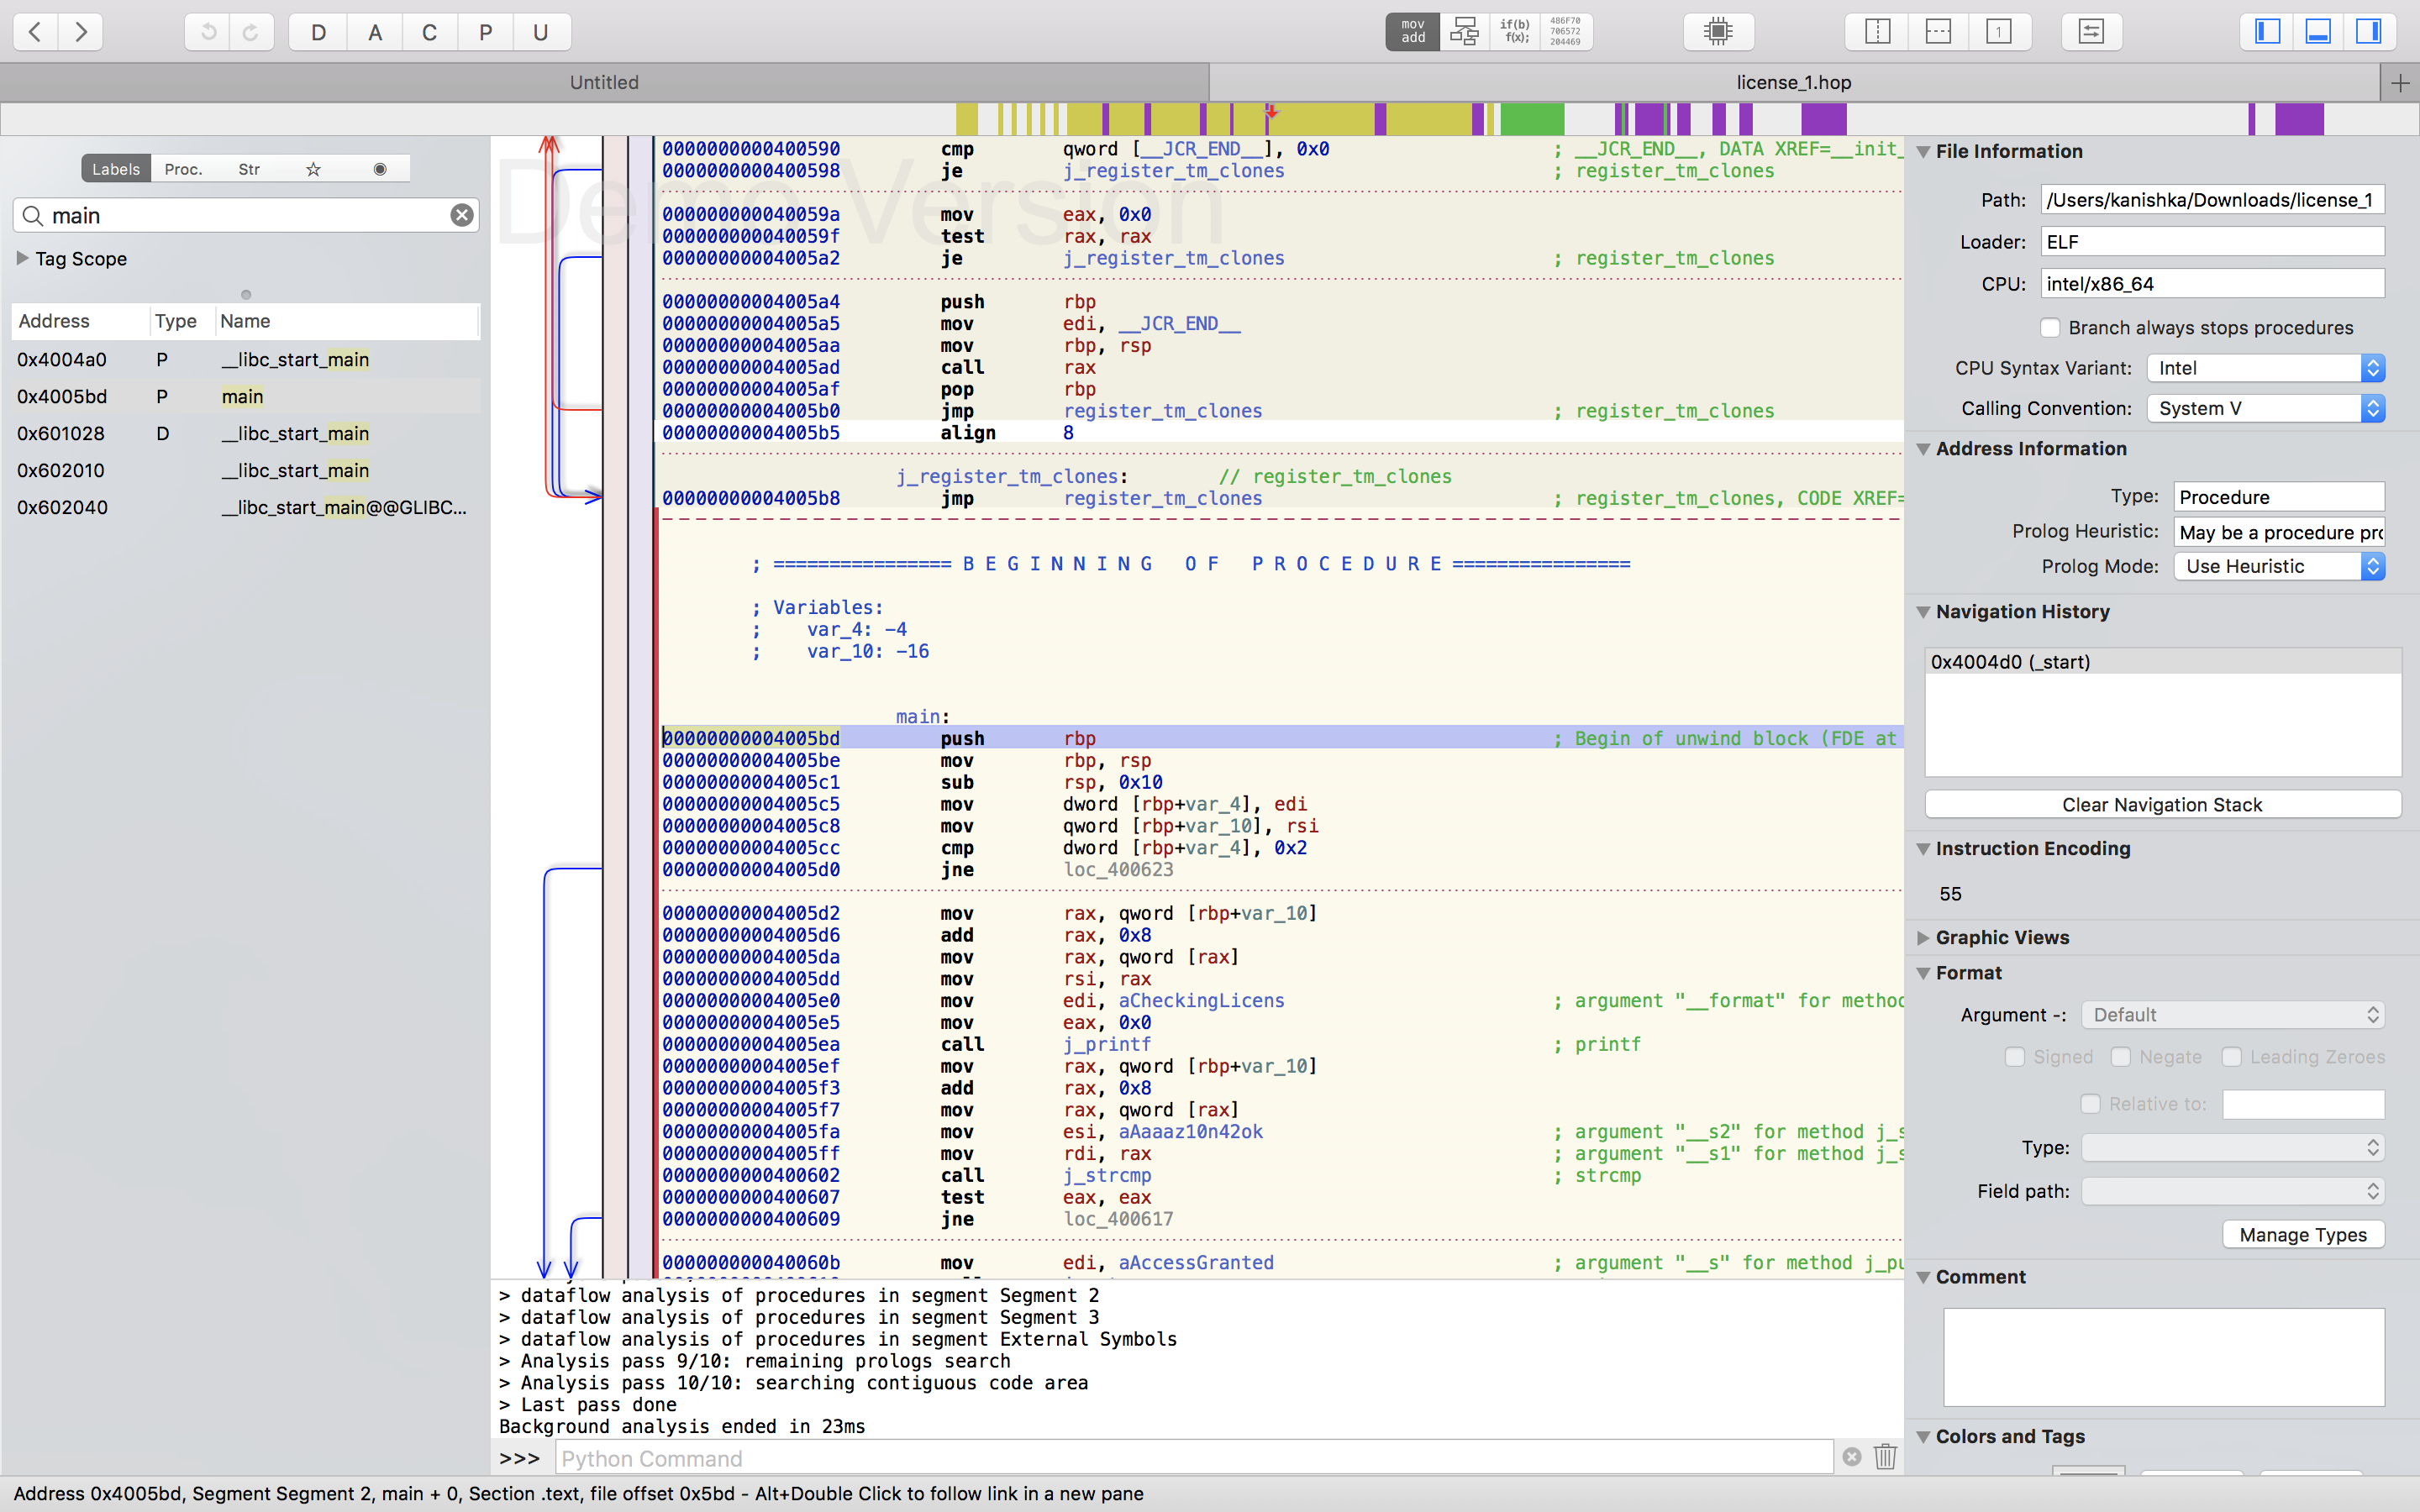 D A C P U
mov add
if(b) f(x);
486F70 706572 204469
1
Untitled
license_1.hop
Demo Version
Labels Proc. Str
main
Tag Scope
Address Type Name
0x4004a0 P __libc_start_main
0x4005bd P main
0x601028 D __libc_start_main
0x602010 __libc_start_main
0x602040 __libc_start_main@@GLIBC...
0000000000400590 cmp qword [__JCR_END__], 0x0 ; __JCR_END__, DATA XREF=__init_
0000000000400598 je j_register_tm_clones ; register_tm_clones
000000000040059a mov eax, 0x0
000000000040059f test rax, rax
00000000004005a2 je j_register_tm_clones ; register_tm_clones
00000000004005a4 push rbp
00000000004005a5 mov edi, __JCR_END__
00000000004005aa mov rbp, rsp
00000000004005ad call rax
00000000004005af pop rbp
00000000004005b0 jmp register_tm_clones ; register_tm_clones
00000000004005b5 align 8
j_register_tm_clones: // register_tm_clones
00000000004005b8 jmp register_tm_clones ; register_tm_clones, CODE XREF=
; ================ B E G I N N I N G O F P R O C E D U R E ================
; Variables:
; var_4: -4
; var_10: -16
main:
00000000004005bd push rbp ; Begin of unwind block (FDE at
00000000004005be mov rbp, rsp
00000000004005c1 sub rsp, 0x10
00000000004005c5 mov dword [rbp+var_4], edi
00000000004005c8 mov qword [rbp+var_10], rsi
00000000004005cc cmp dword [rbp+var_4], 0x2
00000000004005d0 jne loc_400623
00000000004005d2 mov rax, qword [rbp+var_10]
00000000004005d6 add rax, 0x8
00000000004005da mov rax, qword [rax]
00000000004005dd mov rsi, rax
00000000004005e0 mov edi, aCheckingLicens ; argument "__format" for method
00000000004005e5 mov eax, 0x0
00000000004005ea call j_printf ; printf
00000000004005ef mov rax, qword [rbp+var_10]
00000000004005f3 add rax, 0x8
00000000004005f7 mov rax, qword [rax]
00000000004005fa mov esi, aAaaaz10n42ok ; argument "__s2" for method j_s
00000000004005ff mov rdi, rax ; argument "__s1" for method j_s
0000000000400602 call j_strcmp ; strcmp
0000000000400607 test eax, eax
0000000000400609 jne loc_400617
000000000040060b mov edi, aAccessGranted ; argument "__s" for method j_pu
> dataflow analysis of procedures in segment Segment 2
> dataflow analysis of procedures in segment Segment 3
> dataflow analysis of procedures in segment External Symbols
> Analysis pass 9/10: remaining prologs search
> Analysis pass 10/10: searching contiguous code area
> Last pass done
Background analysis ended in 23ms
>>> Python Command
File Information
Path: /Users/kanishka/Downloads/license_1
Loader: ELF
CPU: intel/x86_64
Branch always stops procedures
CPU Syntax Variant: Intel
Calling Convention: System V
Address Information
Type: Procedure
Prolog Heuristic: May be a procedure pro
Prolog Mode: Use Heuristic
Navigation History
0x4004d0 (_start)
Clear Navigation Stack
Instruction Encoding
55
Graphic Views
Format
Argument -: Default
Signed Negate Leading Zeroes
Relative to:
Type:
Field path:
Manage Types
Comment
Colors and Tags
Address 0x4005bd, Segment Segment 2, main + 0, Section .text, file offset 0x5bd - Alt+Double Click to follow link in a new pane